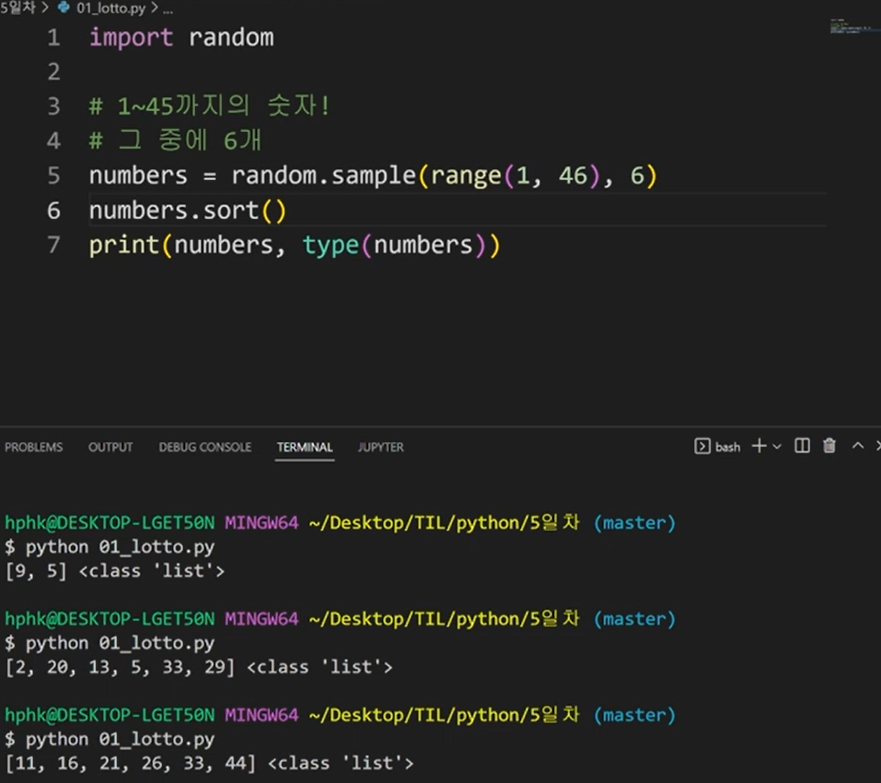 5일차 > 01_lotto.py > ...
1 import random
2
3 # 1~45까지의 숫자!
4 # 그 중에 6개
5 numbers = random.sample(range(1, 46), 6)
6 numbers.sort()
7 print(numbers, type(numbers))
PROBLEMS OUTPUT DEBUG CONSOLE TERMINAL JUPYTER bash
hphk@DESKTOP-LGET50N MINGW64 ~/Desktop/TIL/python/5일차 (master)
$ python 01_lotto.py
[9, 5] <class 'list'>
hphk@DESKTOP-LGET50N MINGW64 ~/Desktop/TIL/python/5일차 (master)
$ python 01_lotto.py
[2, 20, 13, 5, 33, 29] <class 'list'>
hphk@DESKTOP-LGET50N MINGW64 ~/Desktop/TIL/python/5일차 (master)
$ python 01_lotto.py
[11, 16, 21, 26, 33, 44] <class 'list'>